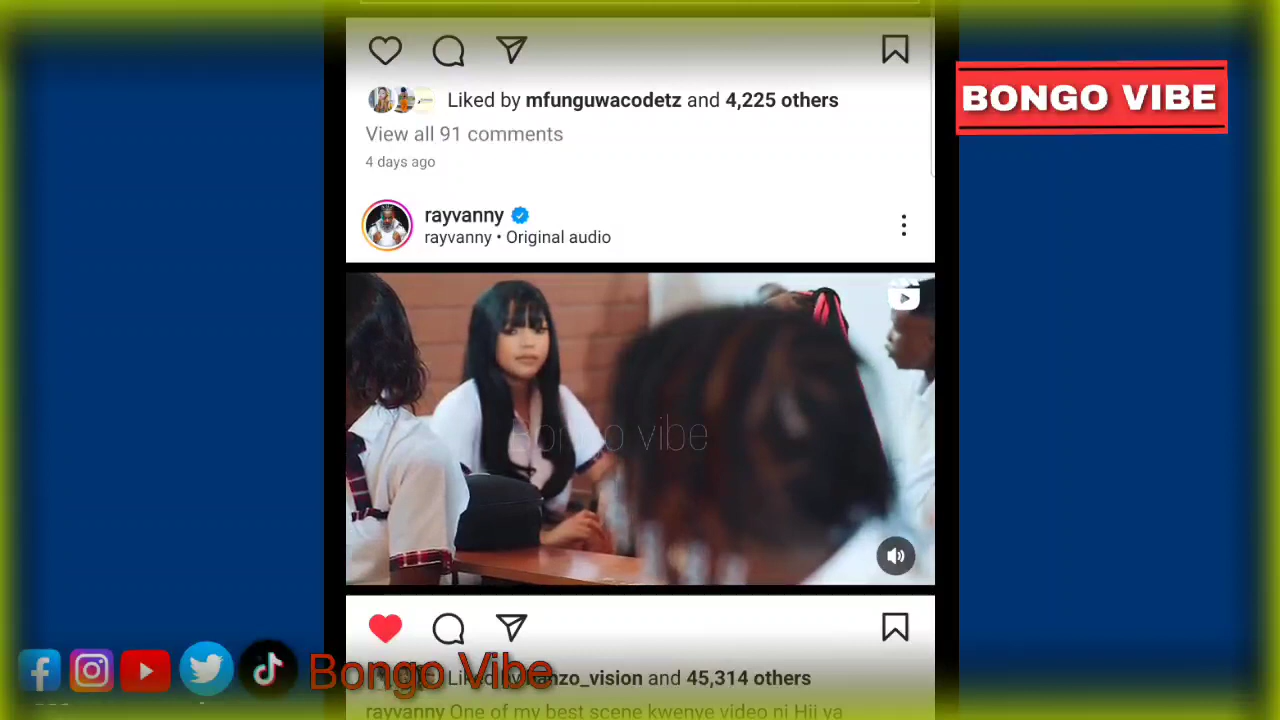 Liked by mfunguwacodetz and 4,225 others
BONGO VIBE
View all 91 comments
4 days ago
rayvanny
rayvanny • Original audio
Bongo vibe
Bongo Vibe
Liked by zo_vision and 45,314 others
rayvanny One of my best scene kwenye video ni Hii ya